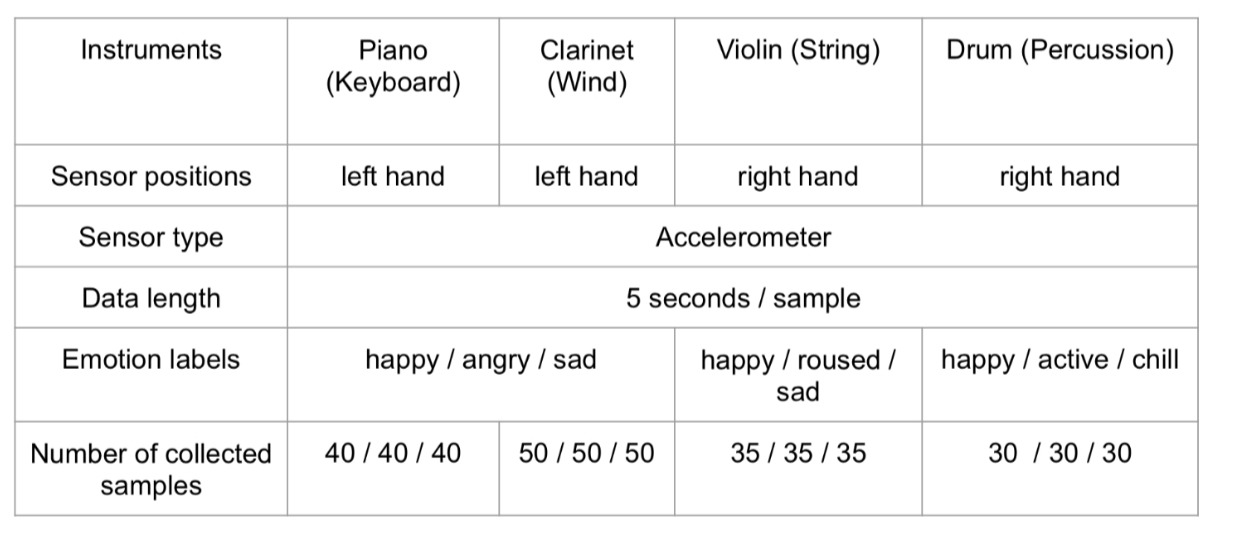 Instruments
Piano
(Keyboard)
Clarinet
(Wind)
Violin (String)
Drum (Percussion)
Sensor positions
left hand
left hand
right hand
right hand
Sensor type
Accelerometer
Data length
5 seconds / sample
Emotion labels
happy / angry / sad
happy / roused /
sad
happy / active / chill
Number of collected
samples
40 / 40 / 40
50 / 50 / 50
35 / 35 / 35
30  / 30 / 30